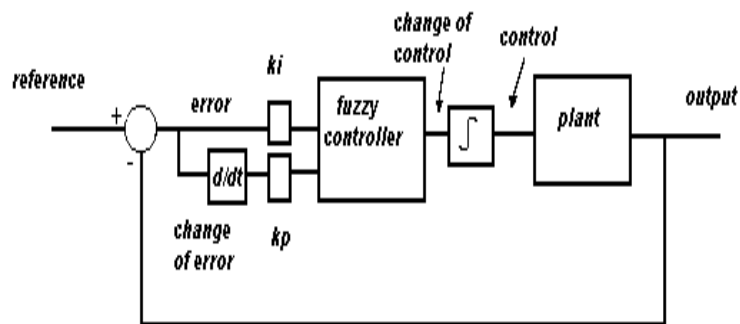 change of
control
control
reference
ki
+
error
fuzzy
controller
plant
output
-
d/dt
change
of error
kp
∫